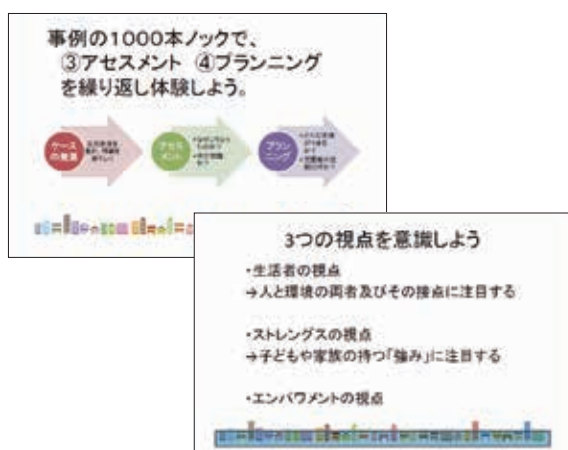 事例の1000本ノックで、
③アセスメント ④プランニング
を繰り返し体験しよう。
ケース
の発見
アセス
メント
プラン
ニング
3つの視点を意識しよう
・生活者の視点
→人と環境の両者及びその接点に注目する
・ストレングスの視点
→子どもや家族の持つ「強み」に注目する
・エンパワメントの視点